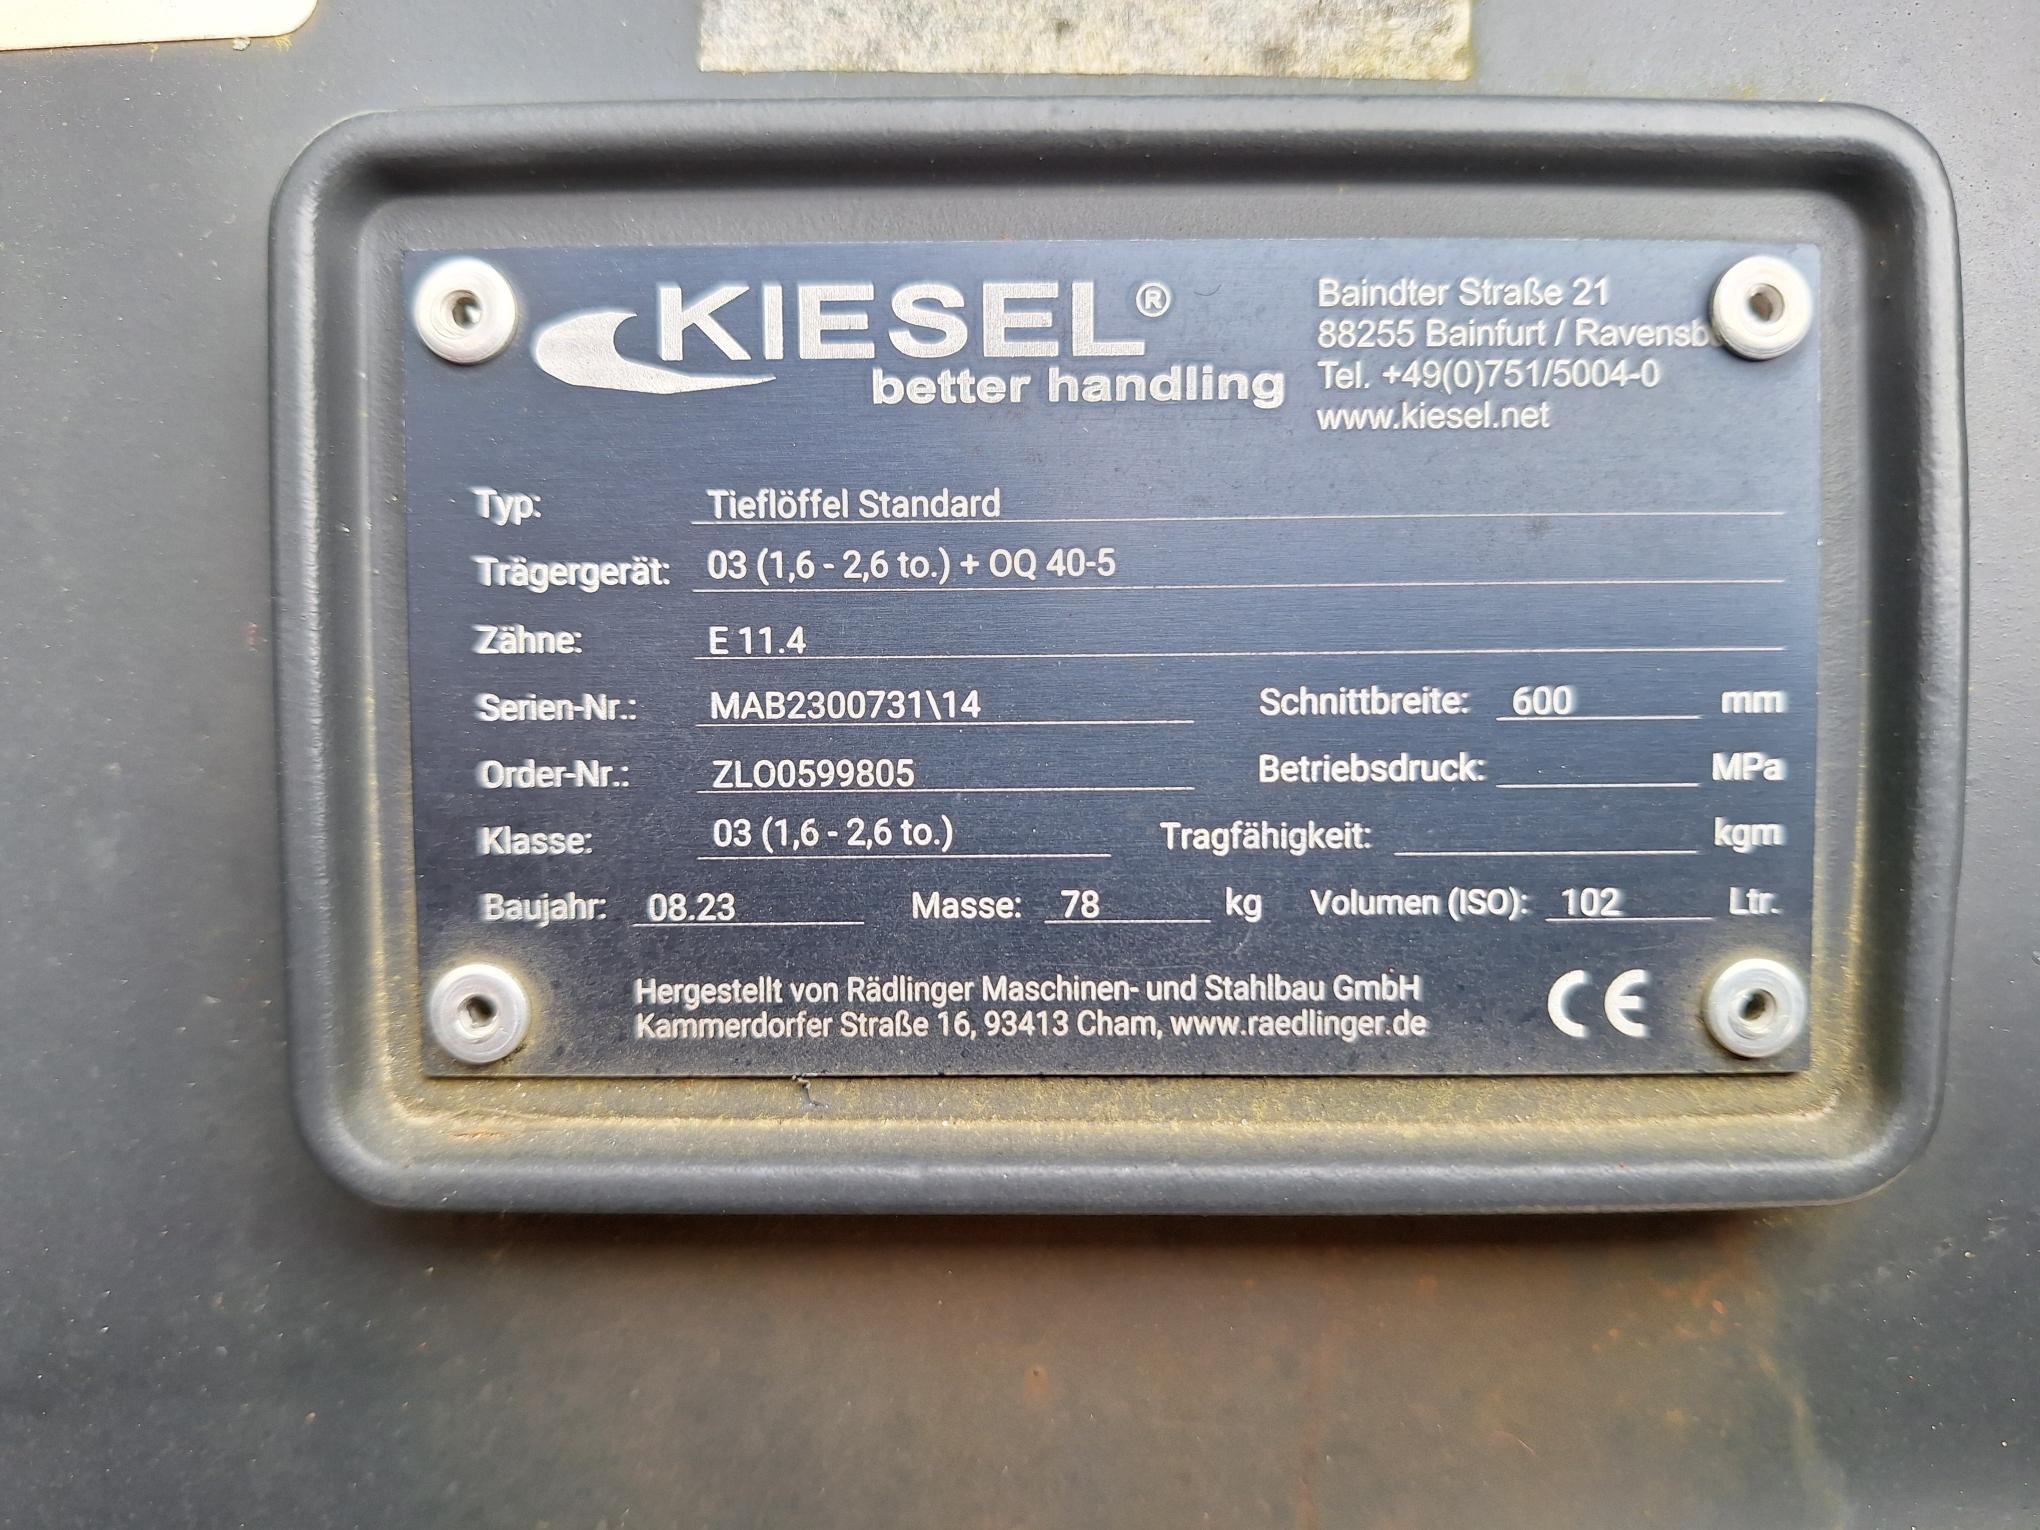 KIESEL®
better handling
Baindter Straße 21
88255 Bainfurt / 
Tel. +49(0)751/5004-0
www.kiesel.net
Typ: Tieflöffel Standard
Trägergerät: 03 (1,6 - 2,6 to.) + OQ 40-5
Zähne: E 11.4
Serien-Nr.: MAB2300731\14 Schnittbreite: 600 mm
Order-Nr.: ZLO0599805 Betriebsdruck: MPa
Klasse: 03 (1,6 - 2,6 to.) Tragfähigkeit: kgm
Baujahr: 08.23 Masse: 78 kg Volumen (ISO): 102 Ltr.
Hergestellt von Rädlinger Maschinen- und Stahlbau GmbH
Kammerdorfer Straße 16, 93413 Cham, www.raedlinger.de
CE